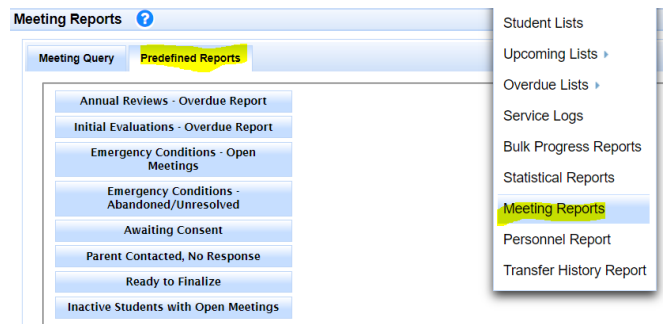 Meeting Reports ?
Meeting Query Predefined Reports
Annual Reviews - Overdue Report
Initial Evaluations - Overdue Report
Emergency Conditions - Open
Meetings
Emergency Conditions -
Abandoned/Unresolved
Awaiting Consent
Parent Contacted, No Response
Ready to Finalize
Inactive Students with Open Meetings
Student Lists
Upcoming Lists
Overdue Lists
Service Logs
Bulk Progress Reports
Statistical Reports
Meeting Reports
Personnel Report
Transfer History Report